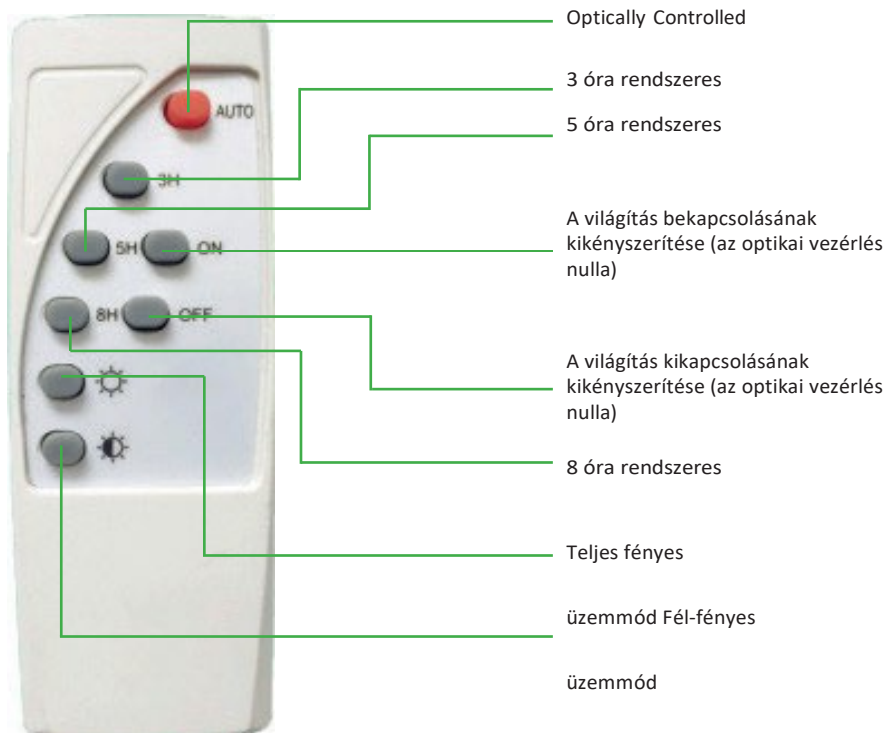 Optically Controlled
3 óra rendszeres
5 óra rendszeres
A világítás bekapcsolásának
kikényszerítése (az optikai vezérlés
nulla)
A világítás kikapcsolásának
kikényszerítése (az optikai vezérlés
nulla)
8 óra rendszeres
Teljes fényes
üzemmód Fél-fényes
üzemmód
AUTO
3H
5H ON
8H OFF